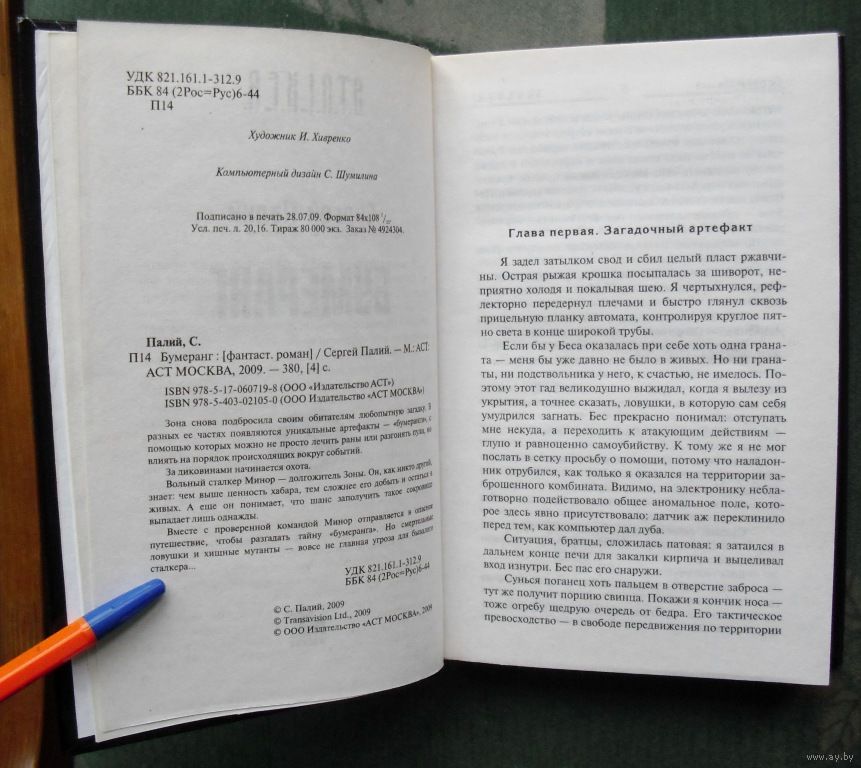 УДК 821.161.1-312.9
ББК 84 (2Рос=Рус)6-44
П14
Художник И. Хивренко
Компьютерный дизайн С. Шумилина
Подписано в печать 28.07.09. Формат 84х108 1/32.
Усл. печ. л. 20,16. Тираж 80 000 экз. Заказ № 4924304.
Палий, С.
П14 Бумеранг : [фантаст. роман] / Сергей Палий. — М.: АСТ:
АСТ МОСКВА, 2009. — 380, [4] с.
ISBN 978-5-17-060719-8 (ООО «Издательство АСТ»)
ISBN 978-5-403-02105-0 (ООО Издательство «АСТ МОСКВА»)
Зона снова подбросила своим обитателям любопытную загадку. В
разных ее частях появляются уникальные артефакты — «бумеранги», с
помощью которых можно не просто лечить раны или разгонять пули, но
влиять на порядок происходящих вокруг событий.
За диковинами начинается охота.
Вольный сталкер Минор — долгожитель Зоны. Он, как никто другой,
знает: чем выше ценность хабара, тем сложнее его добыть и остаться в
живых. А еще он понимает, что шанс заполучить такое сокровище
выпадает лишь однажды.
Вместе с проверенной командой Минор отправляется в опасное
путешествие, чтобы разгадать тайну «бумеранга». Но смертельные
ловушки и хищные мутанты — вовсе не главная угроза для бывалого
сталкера...
УДК 821.161.1-312.9
ББК 84 (2Рос=Рус)6-44
© С. Палий, 2009
© Transavision Ltd., 2009
© ООО Издательство «АСТ МОСКВА», 2009
Глава первая. Загадочный артефакт
Я задел затылком свод и сбил целый пласт ржавчи-
ны. Острая рыжая крошка посыпалась за шиворот, не-
приятно холодя и покалывая шею. Я чертыхнулся, реф-
лекторно передернул плечами и быстро глянул сквозь
прицельную планку автомата, контролируя круглое пят-
но света в конце широкой трубы.
Если бы у Беса оказалась при себе хоть одна грана-
та — меня бы уже давно не было в живых. Но ни грана-
ты, ни подствольника у него, к счастью, не имелось. По-
этому этот гад великодушно выжидал, когда я вылезу из
укрытия, а точнее сказать, ловушки, в которую сам себя
умудрился загнать. Бес прекрасно понимал: отступать
мне некуда, а переходить к атакующим действиям —
глупо и равноценно самоубийству. К тому же я не мог
послать в сетку просьбу о помощи, потому что наладон-
ник отрубился, как только я оказался на территории за-
брошенного комбината. Видимо, на электронику небла-
готворно подействовало общее аномальное поле, кото-
рое здесь явно присутствовало: датчик аж переклинило
перед тем, как компьютер дал дуба.
Ситуация, братцы, сложилась патовая: я затаился в
дальнем конце печи для закалки кирпича и выцеливал
вход изнутри. Бес пас его снаружи.
Сунься поганец хоть пальцем в отверстие заброса —
тут же получит порцию свинца. Покажи я кончик носа —
тоже огребу щедрую очередь от бедра. Его тактическое
превосходство — в свободе передвижения по территории
www.ay.by